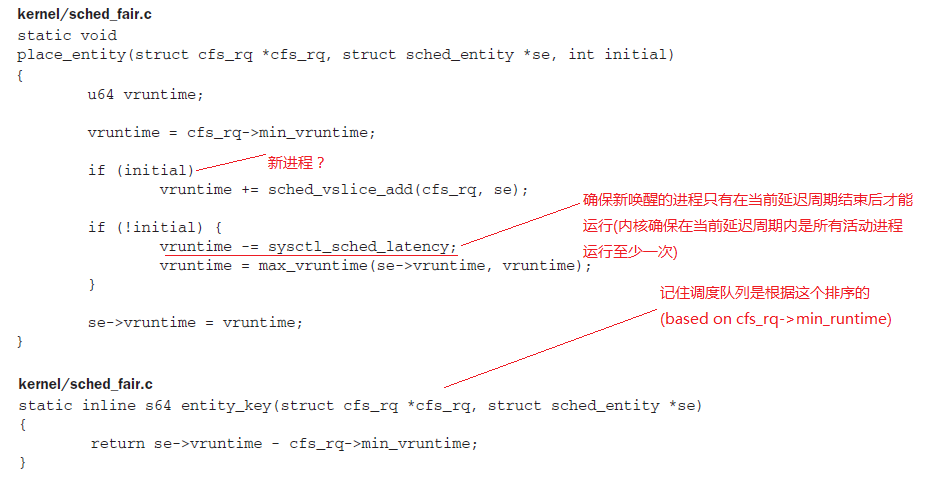 kernel/sched_fair.c
static void
place_entity(struct cfs_rq *cfs_rq, struct sched_entity *se, int initial)
{
u64 vruntime;
vruntime = cfs_rq->min_vruntime;
if (initial)
新进程？
vruntime += sched_vslice_add(cfs_rq, se);
确保新唤醒的进程只有在当前延迟周期结束后才能
运行(内核确保在当前延迟周期内是所有活动进程
运行至少一次)
if (!initial) {
vruntime -= sysctl_sched_latency;
vruntime = max_vruntime(se->vruntime, vruntime);
}
记住调度队列是根据这个排序的
(based on cfs_rq->min_runtime)
se->vruntime = vruntime;
}
kernel/sched_fair.c
static inline s64 entity_key(struct cfs_rq *cfs_rq, struct sched_entity *se)
{
return se->vruntime - cfs_rq->min_vruntime;
}